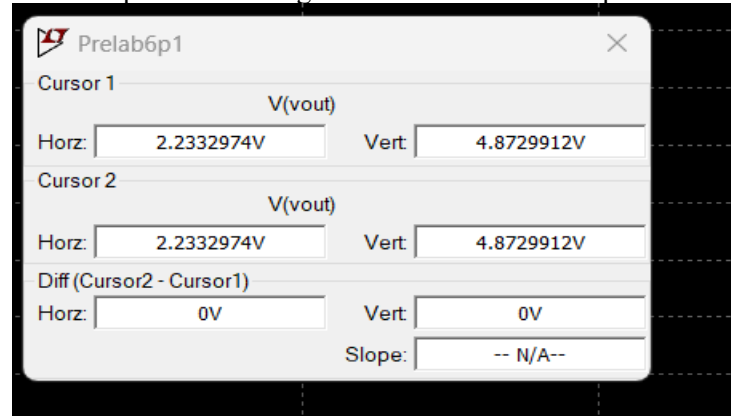 Prelab6p1
Cursor 1
V(vout)
Horz: 2.2332974V Vert: 4.8729912V
Cursor 2
V(vout)
Horz: 2.2332974V Vert: 4.8729912V
Diff (Cursor2 - Cursor1)
Horz: 0V Vert: 0V
Slope: -- N/A--